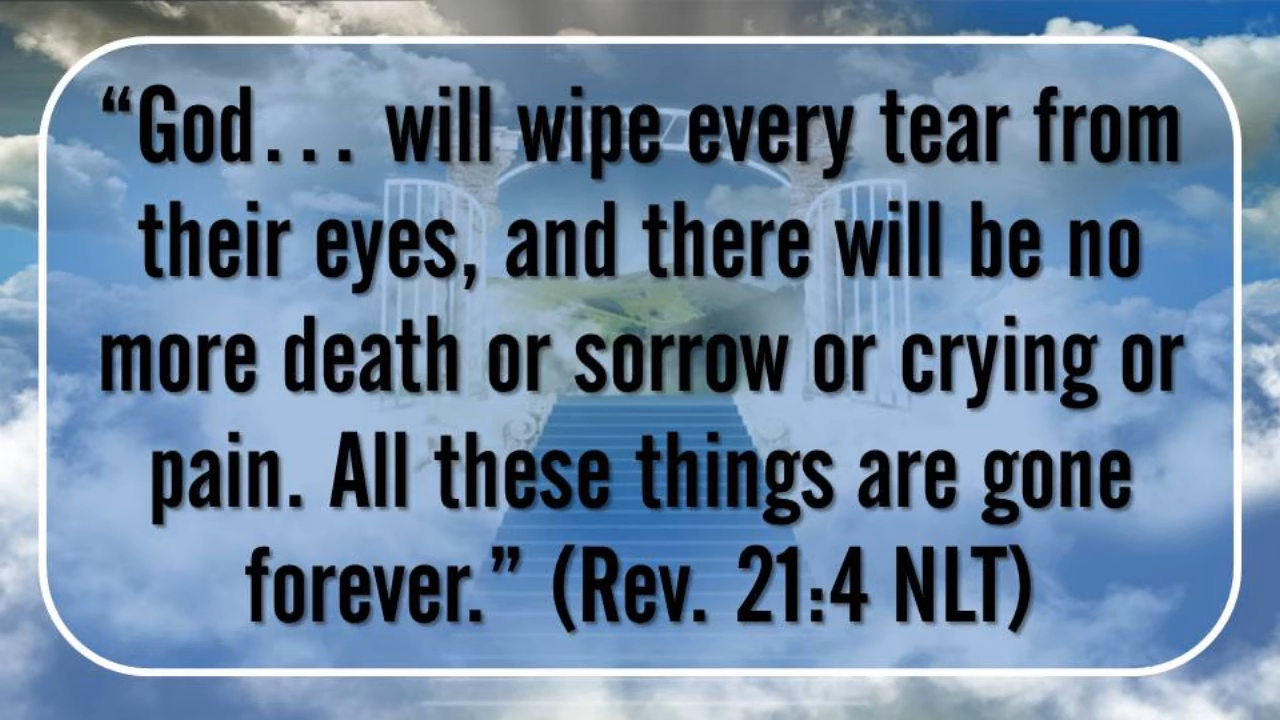 “God... will wipe every tear from
their eyes, and there will be no
more death or sorrow or crying or
pain. All these things are gone
forever.” (Rev. 21:4 NLT)